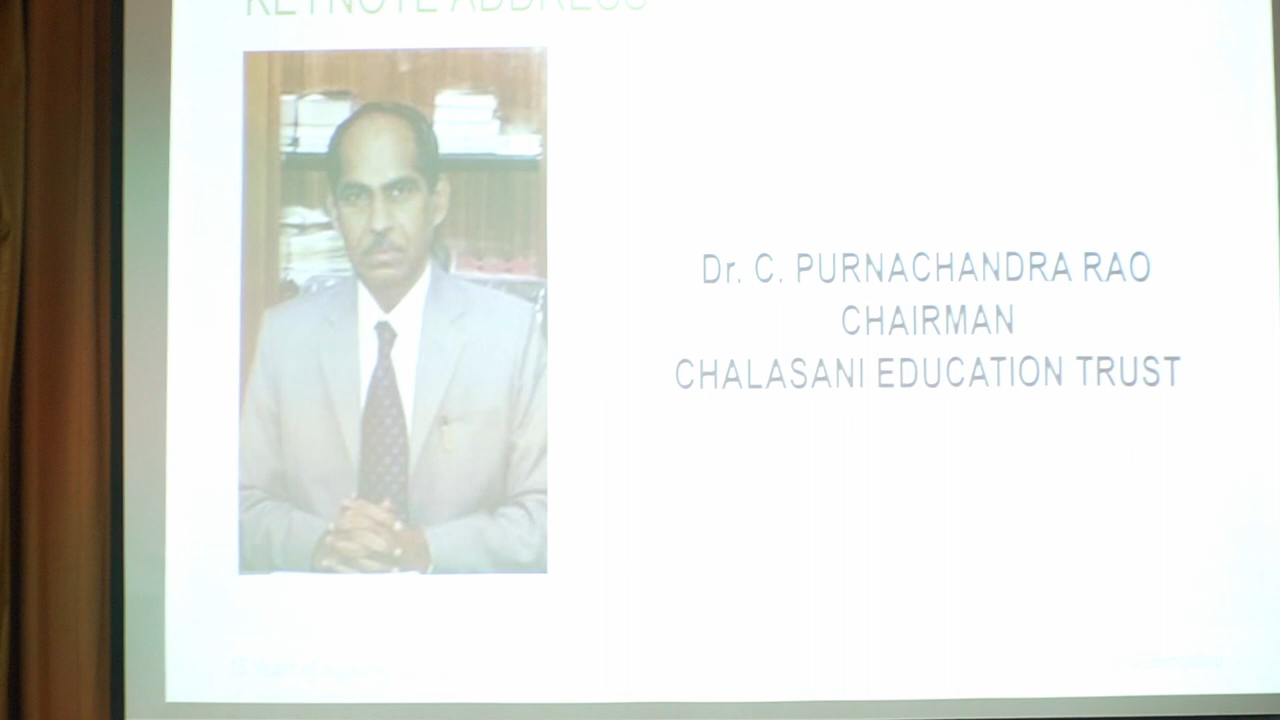 KEYNOTE ADDRESS
Dr. C. PURNACHANDRA RAO
CHAIRMAN
CHALASANI EDUCATION TRUST